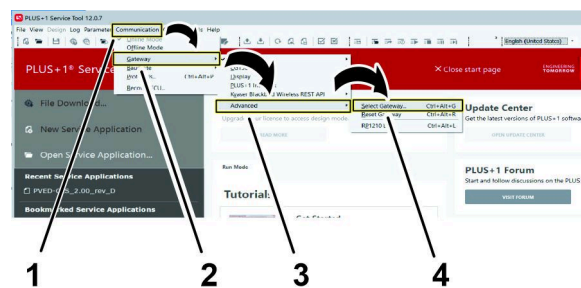 PLUS+1 Service Tool 12.0.7
File View Design Log Parameter Communication Help
English (United States)
Offline Mode
Gateway
Display
Kvaser Blackbird Wireless REST API
Advanced
Select Gateway... Ctrl+Alt+G
Ctrl+Alt+R
Ctrl+Alt+L
PLUS+1® Service
Close start page
ENGINEERING
TOMORROW
File Download...
New Service Application
Open Service Application...
Recent Service Applications
Bookmarked Service Applications
READ MORE
Run Mode
Tutorial:
Update Center
Get the latest versions of PLUS+1 softwa
OPEN UPDATE CENTER
PLUS+1 Forum
Start and follow discussions on the PLUS
VISIT FORUM
1
2
3
4